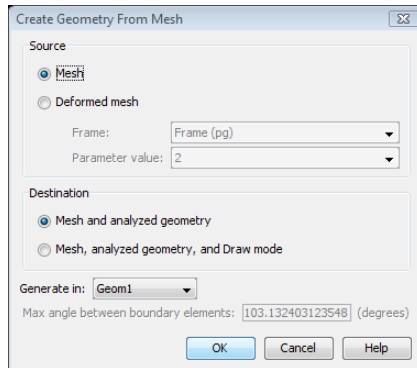 Create Geometry From Mesh
Source
Mesh
Deformed mesh
Frame: Frame (pg)
Parameter value: 2
Destination
Mesh and analyzed geometry
Mesh, analyzed geometry, and Draw mode
Generate in: Geom1
Max angle between boundary elements: 103.132403123548 (degrees)
OK Cancel Help